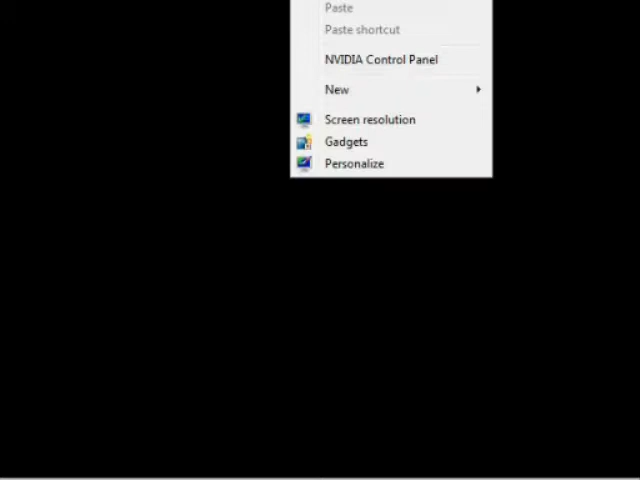 Paste
Paste shortcut
NVIDIA Control Panel
New
Screen resolution
Gadgets
Personalize